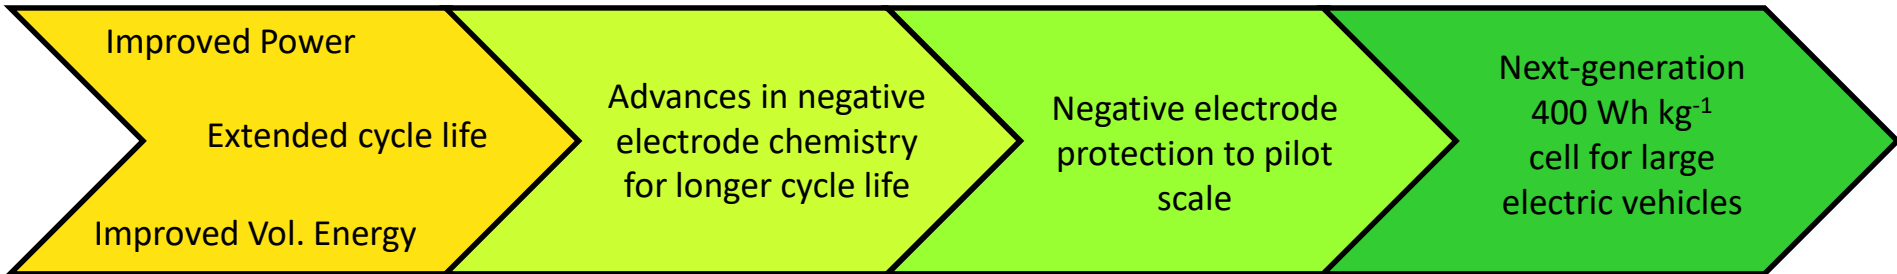 Improved Power
Extended cycle life
Improved Vol. Energy
Advances in negative
electrode chemistry
for longer cycle life
Negative electrode
protection to pilot
scale
Next-generation
400 Wh kg⁻¹
cell for large
electric vehicles